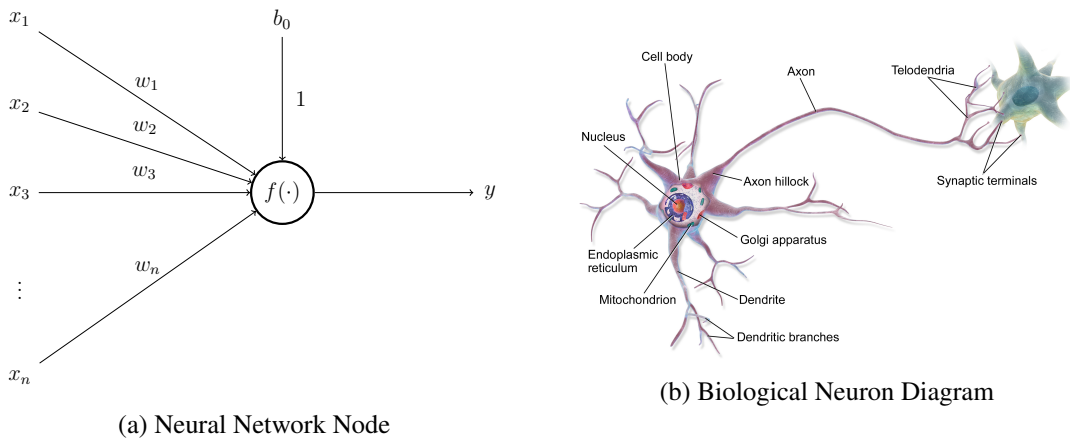 x₁
b₀
w₁
1
x₂
w₂
w₃
x₃
f(·)
y
wₙ
⋮
xₙ
(a) Neural Network Node
Cell body
Axon
Telodendria
Nucleus
Synaptic terminals
Axon hillock
Golgi apparatus
Endoplasmic
reticulum
Mitochondrion
Dendrite
Dendritic branches
(b) Biological Neuron Diagram